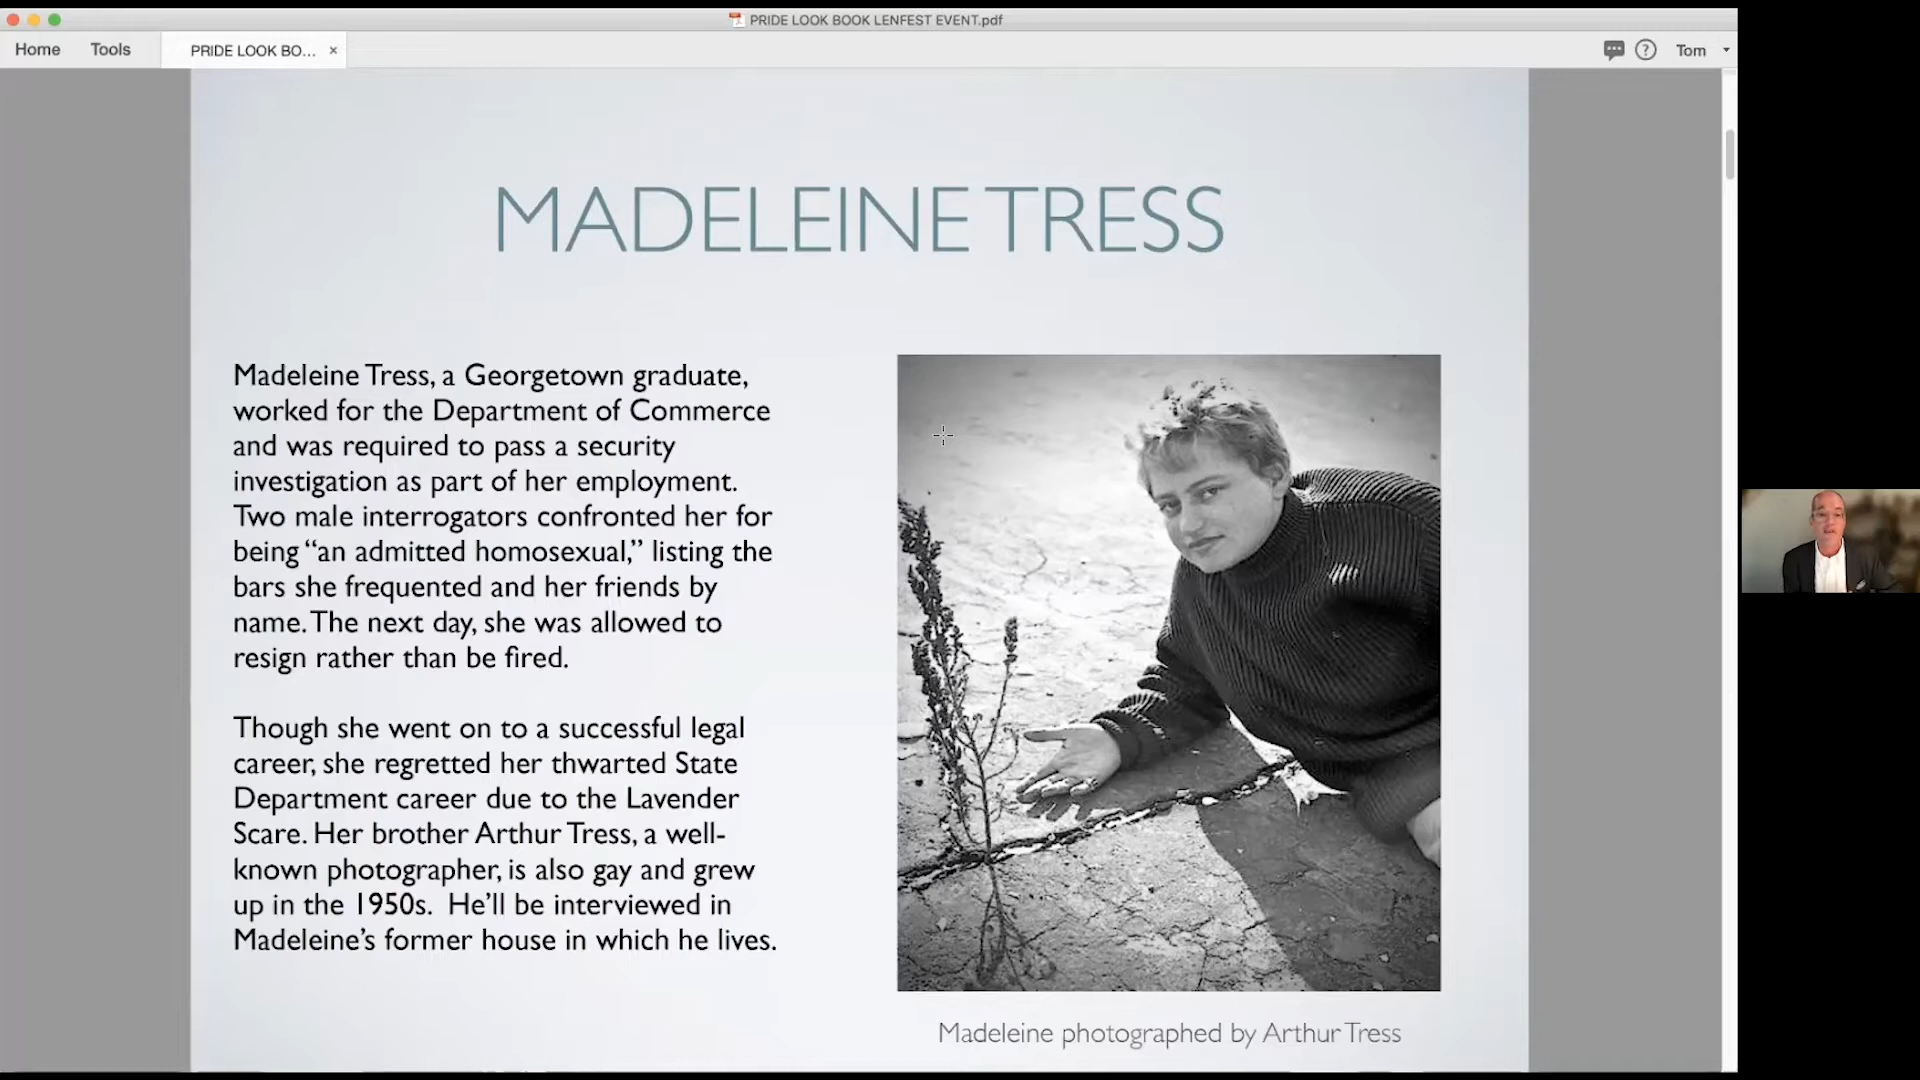 PRIDE LOOK BOOK LENFEST EVENT.pdf
Home
Tools
PRIDE LOOK BO... ×
?
Tom
MADELEINE TRESS
Madeleine Tress, a Georgetown graduate,
worked for the Department of Commerce
and was required to pass a security
investigation as part of her employment.
Two male interrogators confronted her for
being “an admitted homosexual,” listing the
bars she frequented and her friends by
name. The next day, she was allowed to
resign rather than be fired.
Though she went on to a successful legal
career, she regretted her thwarted State
Department career due to the Lavender
Scare. Her brother Arthur Tress, a well-
known photographer, is also gay and grew
up in the 1950s. He’ll be interviewed in
Madeleine’s former house in which he lives.
Madeleine photographed by Arthur Tress